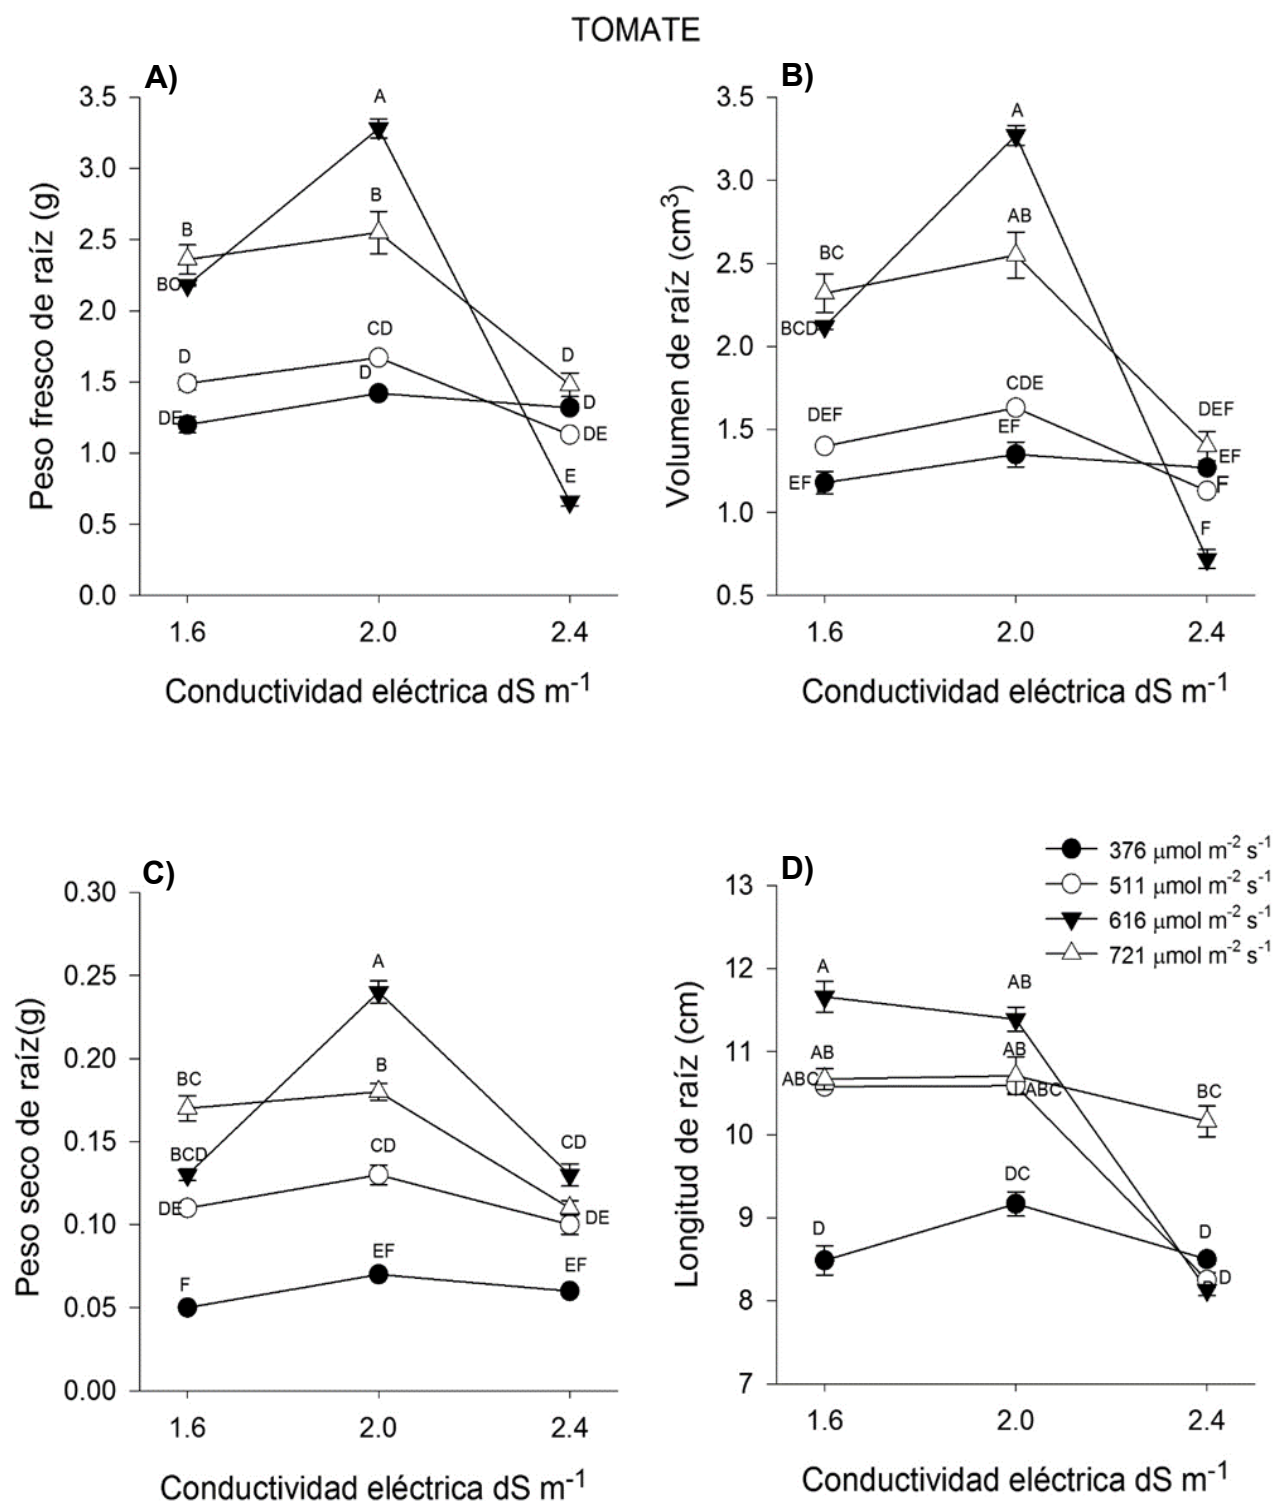 TOMATE
A)
3.5
3.0
2.5
2.0
1.5
1.0
0.5
0.0
Peso fresco de raíz (g)
A
B
B
BC
CD
D
D
D
D
DE
DE
E
1.6 2.0 2.4
Conductividad eléctrica dS m-1
B)
3.5
3.0
2.5
2.0
1.5
1.0
0.5
Volumen de raíz (cm3)
A
AB
BC
BCD
CDE
DEF
DEF
EF
EF
EF
F
F
1.6 2.0 2.4
Conductividad eléctrica dS m-1
C)
0.30
0.25
0.20
0.15
0.10
0.05
0.00
Peso seco de raíz(g)
A
B
BC
BCD
CD
CD
DE
DE
EF
EF
F
1.6 2.0 2.4
Conductividad eléctrica dS m-1
D)
376 μmol m-2 s-1
511 μmol m-2 s-1
616 μmol m-2 s-1
721 μmol m-2 s-1
13
12
11
10
9
8
7
Longitud de raíz (cm)
A
AB
AB
AB
ABC
ABC
BC
DC
D
D
D
1.6 2.0 2.4
Conductividad eléctrica dS m-1